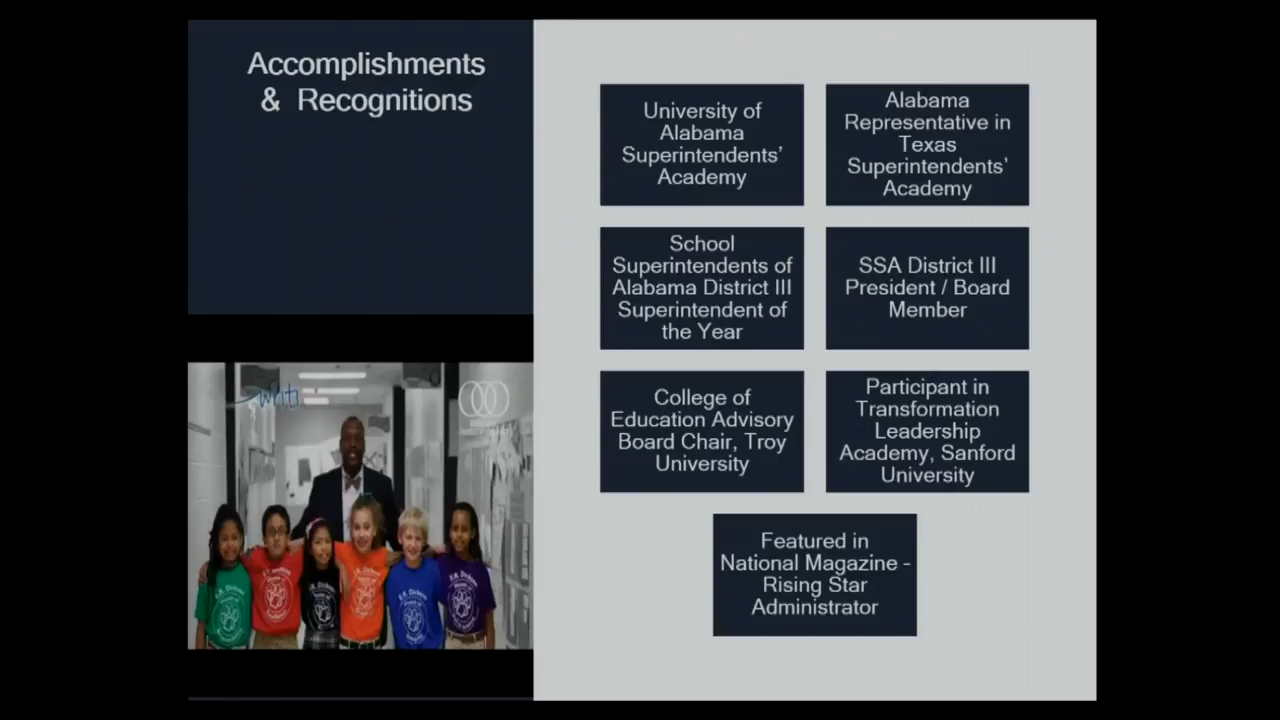 Accomplishments
& Recognitions
University of
Alabama
Superintendents'
Academy
Alabama
Representative in
Texas
Superintendents'
Academy
School
Superintendents of
Alabama District III
Superintendent of
the Year
SSA District III
President / Board
Member
College of
Education Advisory
Board Chair, Troy
University
Participant in
Transformation
Leadership
Academy, Sanford
University
Featured in
National Magazine -
Rising Star
Administrator